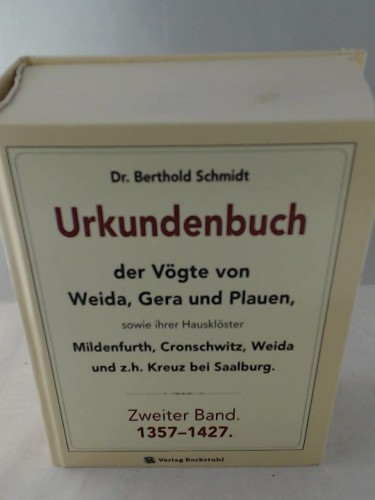 Dr. Berthold Schmidt
Urkundenbuch
der Vögte von
Weida, Gera und Plauen,
sowie ihrer Hausklöster
Mildenfurth, Cronschwitz, Weida
und z.h. Kreuz bei Saalburg.
Zweiter Band.
1357–1427.
Verlag Rockstuhl